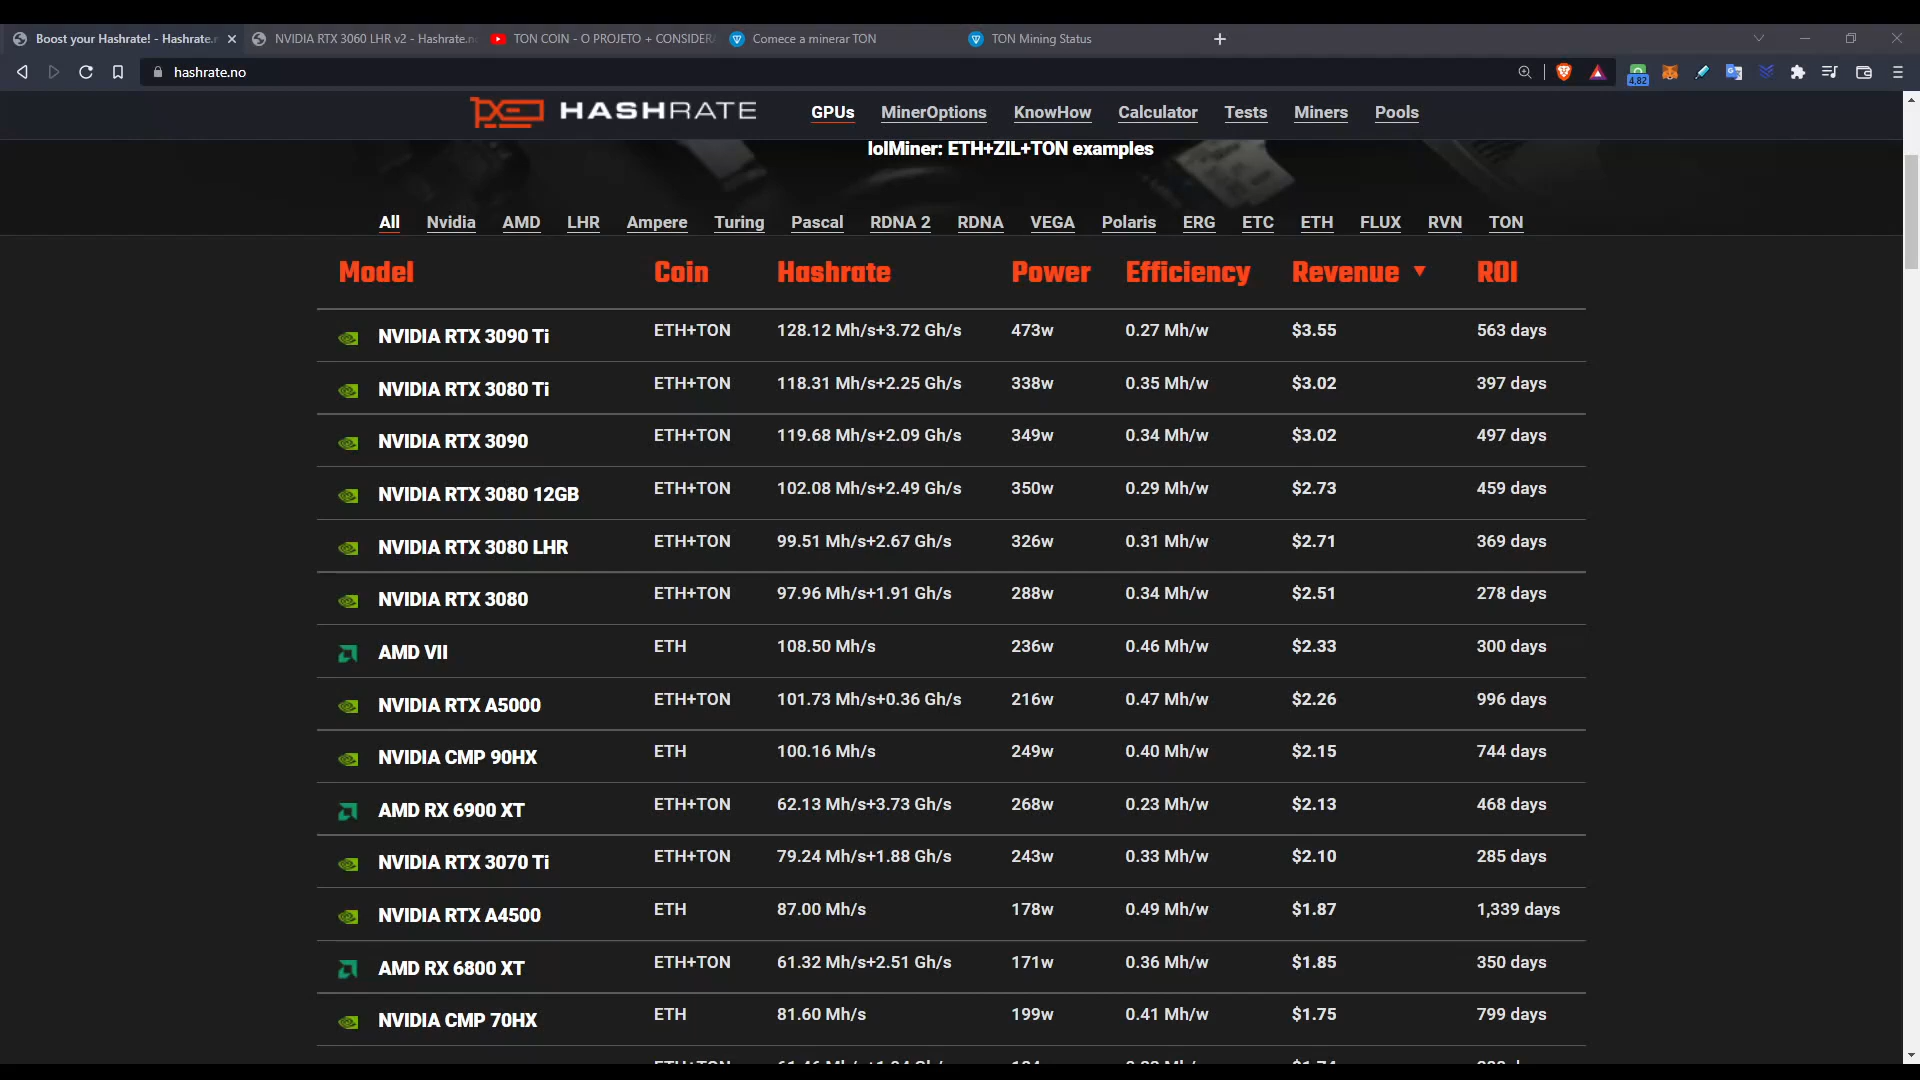 Boost your Hashrate! - Hashrate.
NVIDIA RTX 3060 LHR v2 - Hashrate.n
TON COIN - O PROJETO + CONSIDER
Comece a minerar TON
TON Mining Status
hashrate.no
4,82
HASHRATE
GPUs MinerOptions KnowHow Calculator Tests Miners Pools
lolMiner: ETH+ZIL+TON examples
All Nvidia AMD LHR Ampere Turing Pascal RDNA 2 RDNA VEGA Polaris ERG ETC ETH FLUX RVN TON
Model Coin Hashrate Power Efficiency Revenue ▼ ROI
NVIDIA RTX 3090 Ti ETH+TON 128.12 Mh/s+3.72 Gh/s 473w 0.27 Mh/w $3.55 563 days
NVIDIA RTX 3080 Ti ETH+TON 118.31 Mh/s+2.25 Gh/s 338w 0.35 Mh/w $3.02 397 days
NVIDIA RTX 3090 ETH+TON 119.68 Mh/s+2.09 Gh/s 349w 0.34 Mh/w $3.02 497 days
NVIDIA RTX 3080 12GB ETH+TON 102.08 Mh/s+2.49 Gh/s 350w 0.29 Mh/w $2.73 459 days
NVIDIA RTX 3080 LHR ETH+TON 99.51 Mh/s+2.67 Gh/s 326w 0.31 Mh/w $2.71 369 days
NVIDIA RTX 3080 ETH+TON 97.96 Mh/s+1.91 Gh/s 288w 0.34 Mh/w $2.51 278 days
AMD VII ETH 108.50 Mh/s 236w 0.46 Mh/w $2.33 300 days
NVIDIA RTX A5000 ETH+TON 101.73 Mh/s+0.36 Gh/s 216w 0.47 Mh/w $2.26 996 days
NVIDIA CMP 90HX ETH 100.16 Mh/s 249w 0.40 Mh/w $2.15 744 days
AMD RX 6900 XT ETH+TON 62.13 Mh/s+3.73 Gh/s 268w 0.23 Mh/w $2.13 468 days
NVIDIA RTX 3070 Ti ETH+TON 79.24 Mh/s+1.88 Gh/s 243w 0.33 Mh/w $2.10 285 days
NVIDIA RTX A4500 ETH 87.00 Mh/s 178w 0.49 Mh/w $1.87 1,339 days
AMD RX 6800 XT ETH+TON 61.32 Mh/s+2.51 Gh/s 171w 0.36 Mh/w $1.85 350 days
NVIDIA CMP 70HX ETH 81.60 Mh/s 199w 0.41 Mh/w $1.75 799 days